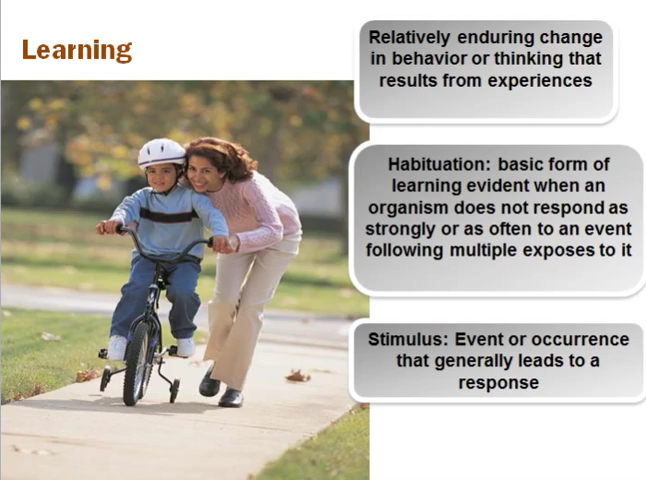 Learning
Relatively enduring change
in behavior or thinking that
results from experiences
Habituation: basic form of
learning evident when an
organism does not respond as
strongly or as often to an event
following multiple exposes to it
Stimulus: Event or occurrence
that generally leads to a
response